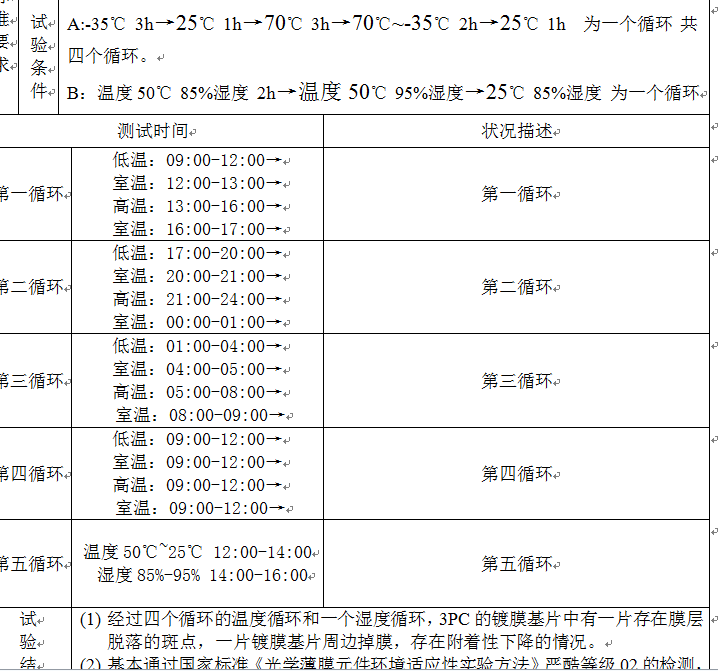 准
要
求
试
验
条
件
A:-35℃ 3h→25℃ 1h→70℃ 3h→70℃~-35℃ 2h→25℃ 1h 为一个循环 共
四个循环。
B：温度50℃ 85%湿度 2h→温度50℃ 95%湿度→25℃ 85%湿度 为一个循环
测试时间 状况描述
第一循环
低温：09:00-12:00→
室温：12:00-13:00→
高温：13:00-16:00→
室温：16:00-17:00→
第一循环
第二循环
低温：17:00-20:00→
室温：20:00-21:00→
高温：21:00-24:00→
室温：00:00-01:00→
第二循环
第三循环
低温：01:00-04:00→
室温：04:00-05:00→
高温：05:00-08:00→
室温：08:00-09:00→
第三循环
第四循环
低温：09:00-12:00→
室温：09:00-12:00→
高温：09:00-12:00→
室温：09:00-12:00→
第四循环
第五循环
温度50℃~25℃ 12:00-14:00
湿度85%-95% 14:00-16:00
第五循环
试
验
结
(1) 经过四个循环的温度循环和一个湿度循环，3PC的镀膜基片中有一片存在膜层
脱落的斑点，一片镀膜基片周边掉膜，存在附着性下降的情况。
(2) 基本通过国家标准《光学薄膜元件环境适应性实验方法》严酷等级02的检测，